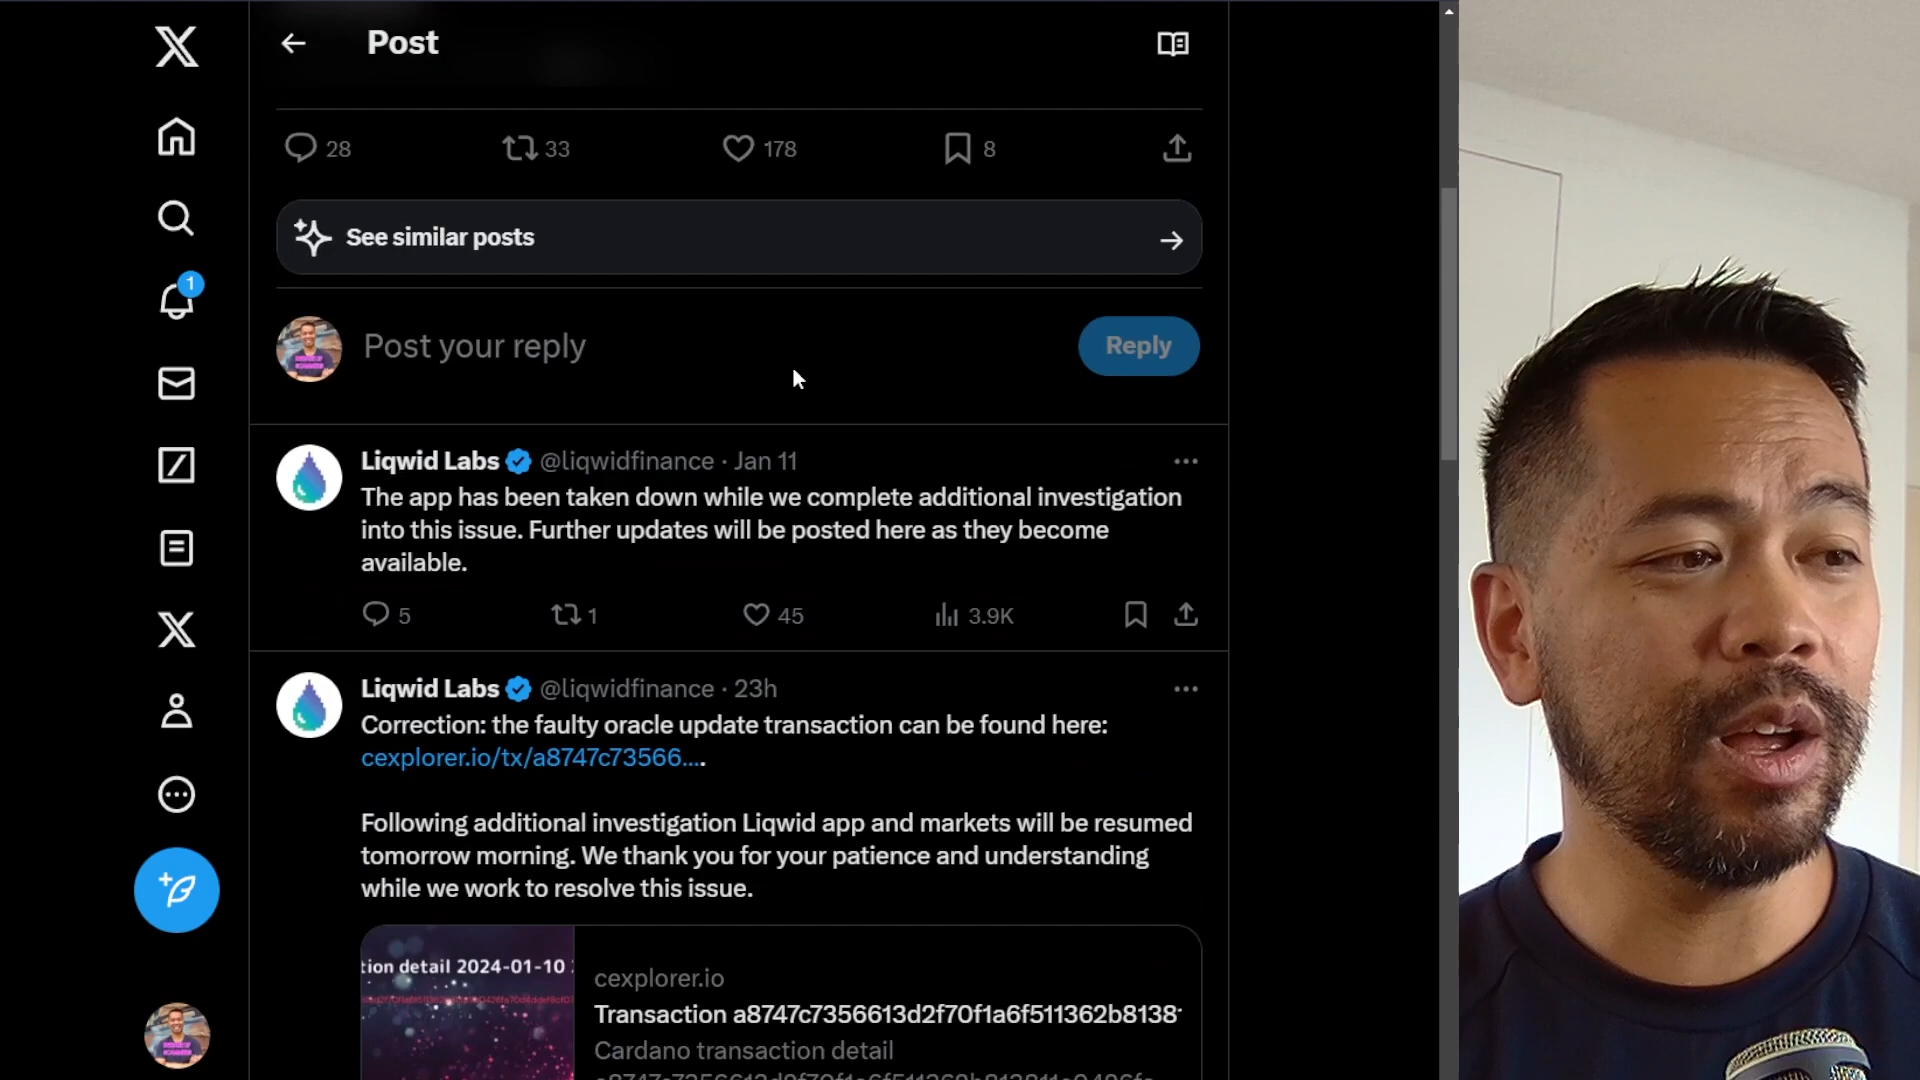 Post
28 33 178 8
See similar posts
1
Post your reply
Reply
Liqwid Labs @liqwidfinance · Jan 11
The app has been taken down while we complete additional investigation
into this issue. Further updates will be posted here as they become
available.
5 1 45 3.9K
Liqwid Labs @liqwidfinance · 23h
Correction: the faulty oracle update transaction can be found here:
cexplorer.io/tx/a8747c73566....
Following additional investigation Liqwid app and markets will be resumed
tomorrow morning. We thank you for your patience and understanding
while we work to resolve this issue.
tion detail 2024-01-10
cexplorer.io
Transaction a8747c7356613d2f70f1a6f511362b8138
Cardano transaction detail